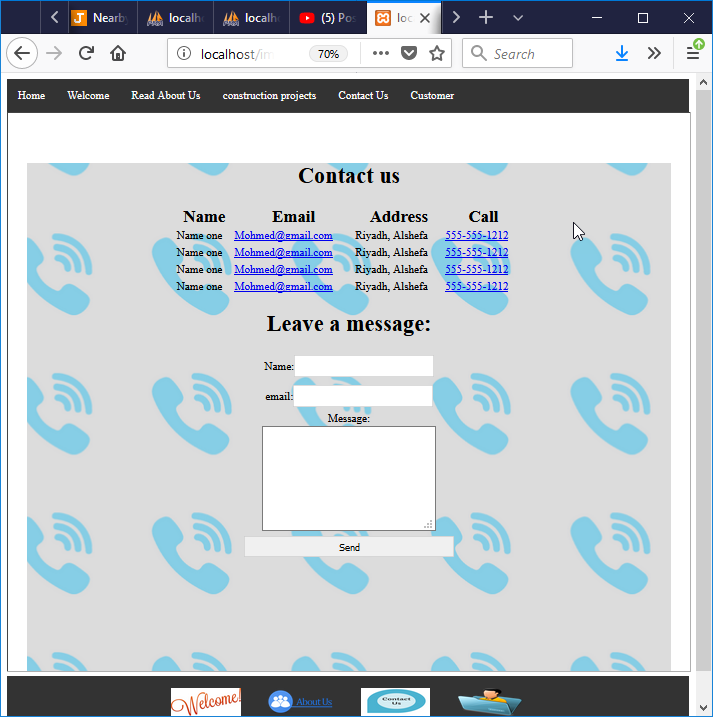 Nearby
localho
localho
(5) Pos
loc
localhost/im
70%
Search
Home Welcome Read About Us construction projects Contact Us Customer
Contact us
Name Email Address Call
Name one Mohmed@gmail.com Riyadh, Alshefa 555-555-1212
Name one Mohmed@gmail.com Riyadh, Alshefa 555-555-1212
Name one Mohmed@gmail.com Riyadh, Alshefa 555-555-1212
Name one Mohmed@gmail.com Riyadh, Alshefa 555-555-1212
Leave a message:
Name:
email:
Message:
Send
Welcome!
About Us
Contact
Us